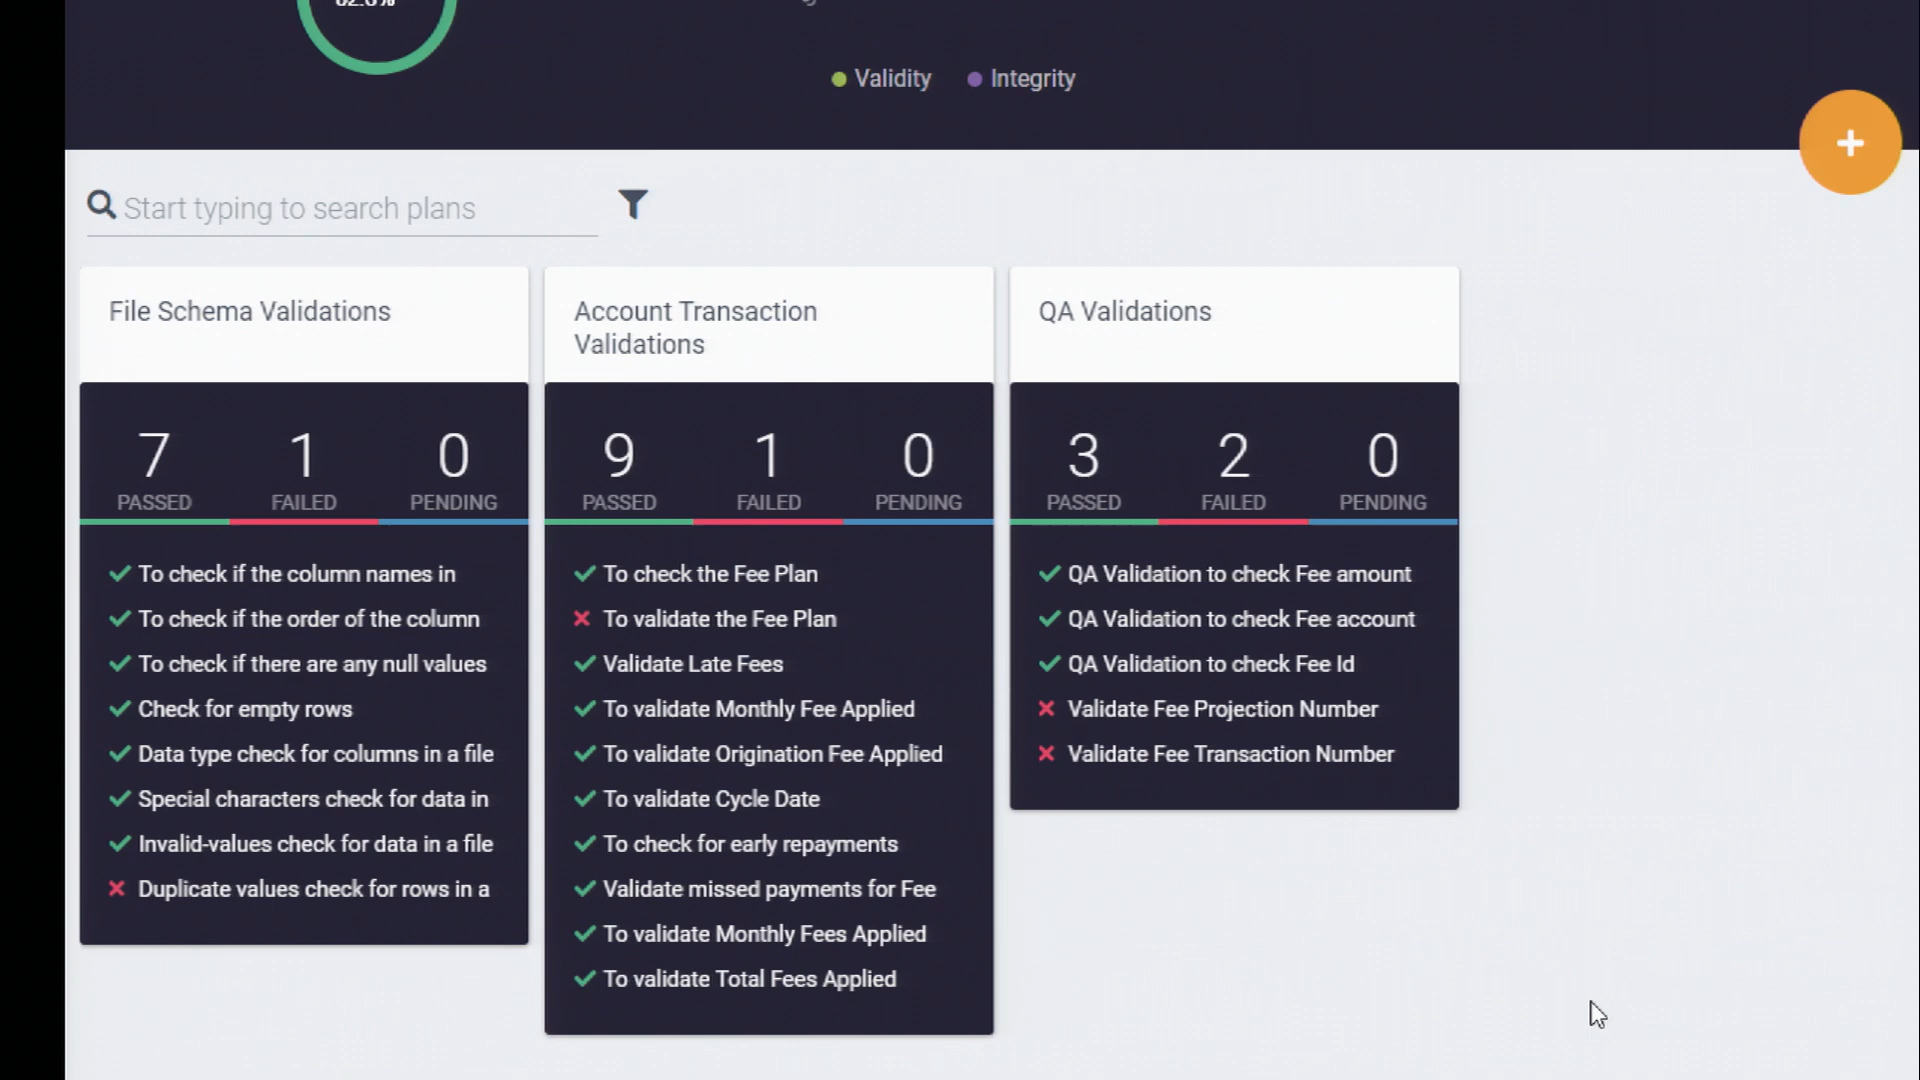 Validity Integrity
+
Start typing to search plans
File Schema Validations
7 1 0
PASSED FAILED PENDING
To check if the column names in
To check if the order of the column
To check if there are any null values
Check for empty rows
Data type check for columns in a file
Special characters check for data in
Invalid-values check for data in a file
Duplicate values check for rows in a
Account Transaction
Validations
9 1 0
PASSED FAILED PENDING
To check the Fee Plan
To validate the Fee Plan
Validate Late Fees
To validate Monthly Fee Applied
To validate Origination Fee Applied
To validate Cycle Date
To check for early repayments
Validate missed payments for Fee
To validate Monthly Fees Applied
To validate Total Fees Applied
QA Validations
3 2 0
PASSED FAILED PENDING
QA Validation to check Fee amount
QA Validation to check Fee account
QA Validation to check Fee Id
Validate Fee Projection Number
Validate Fee Transaction Number